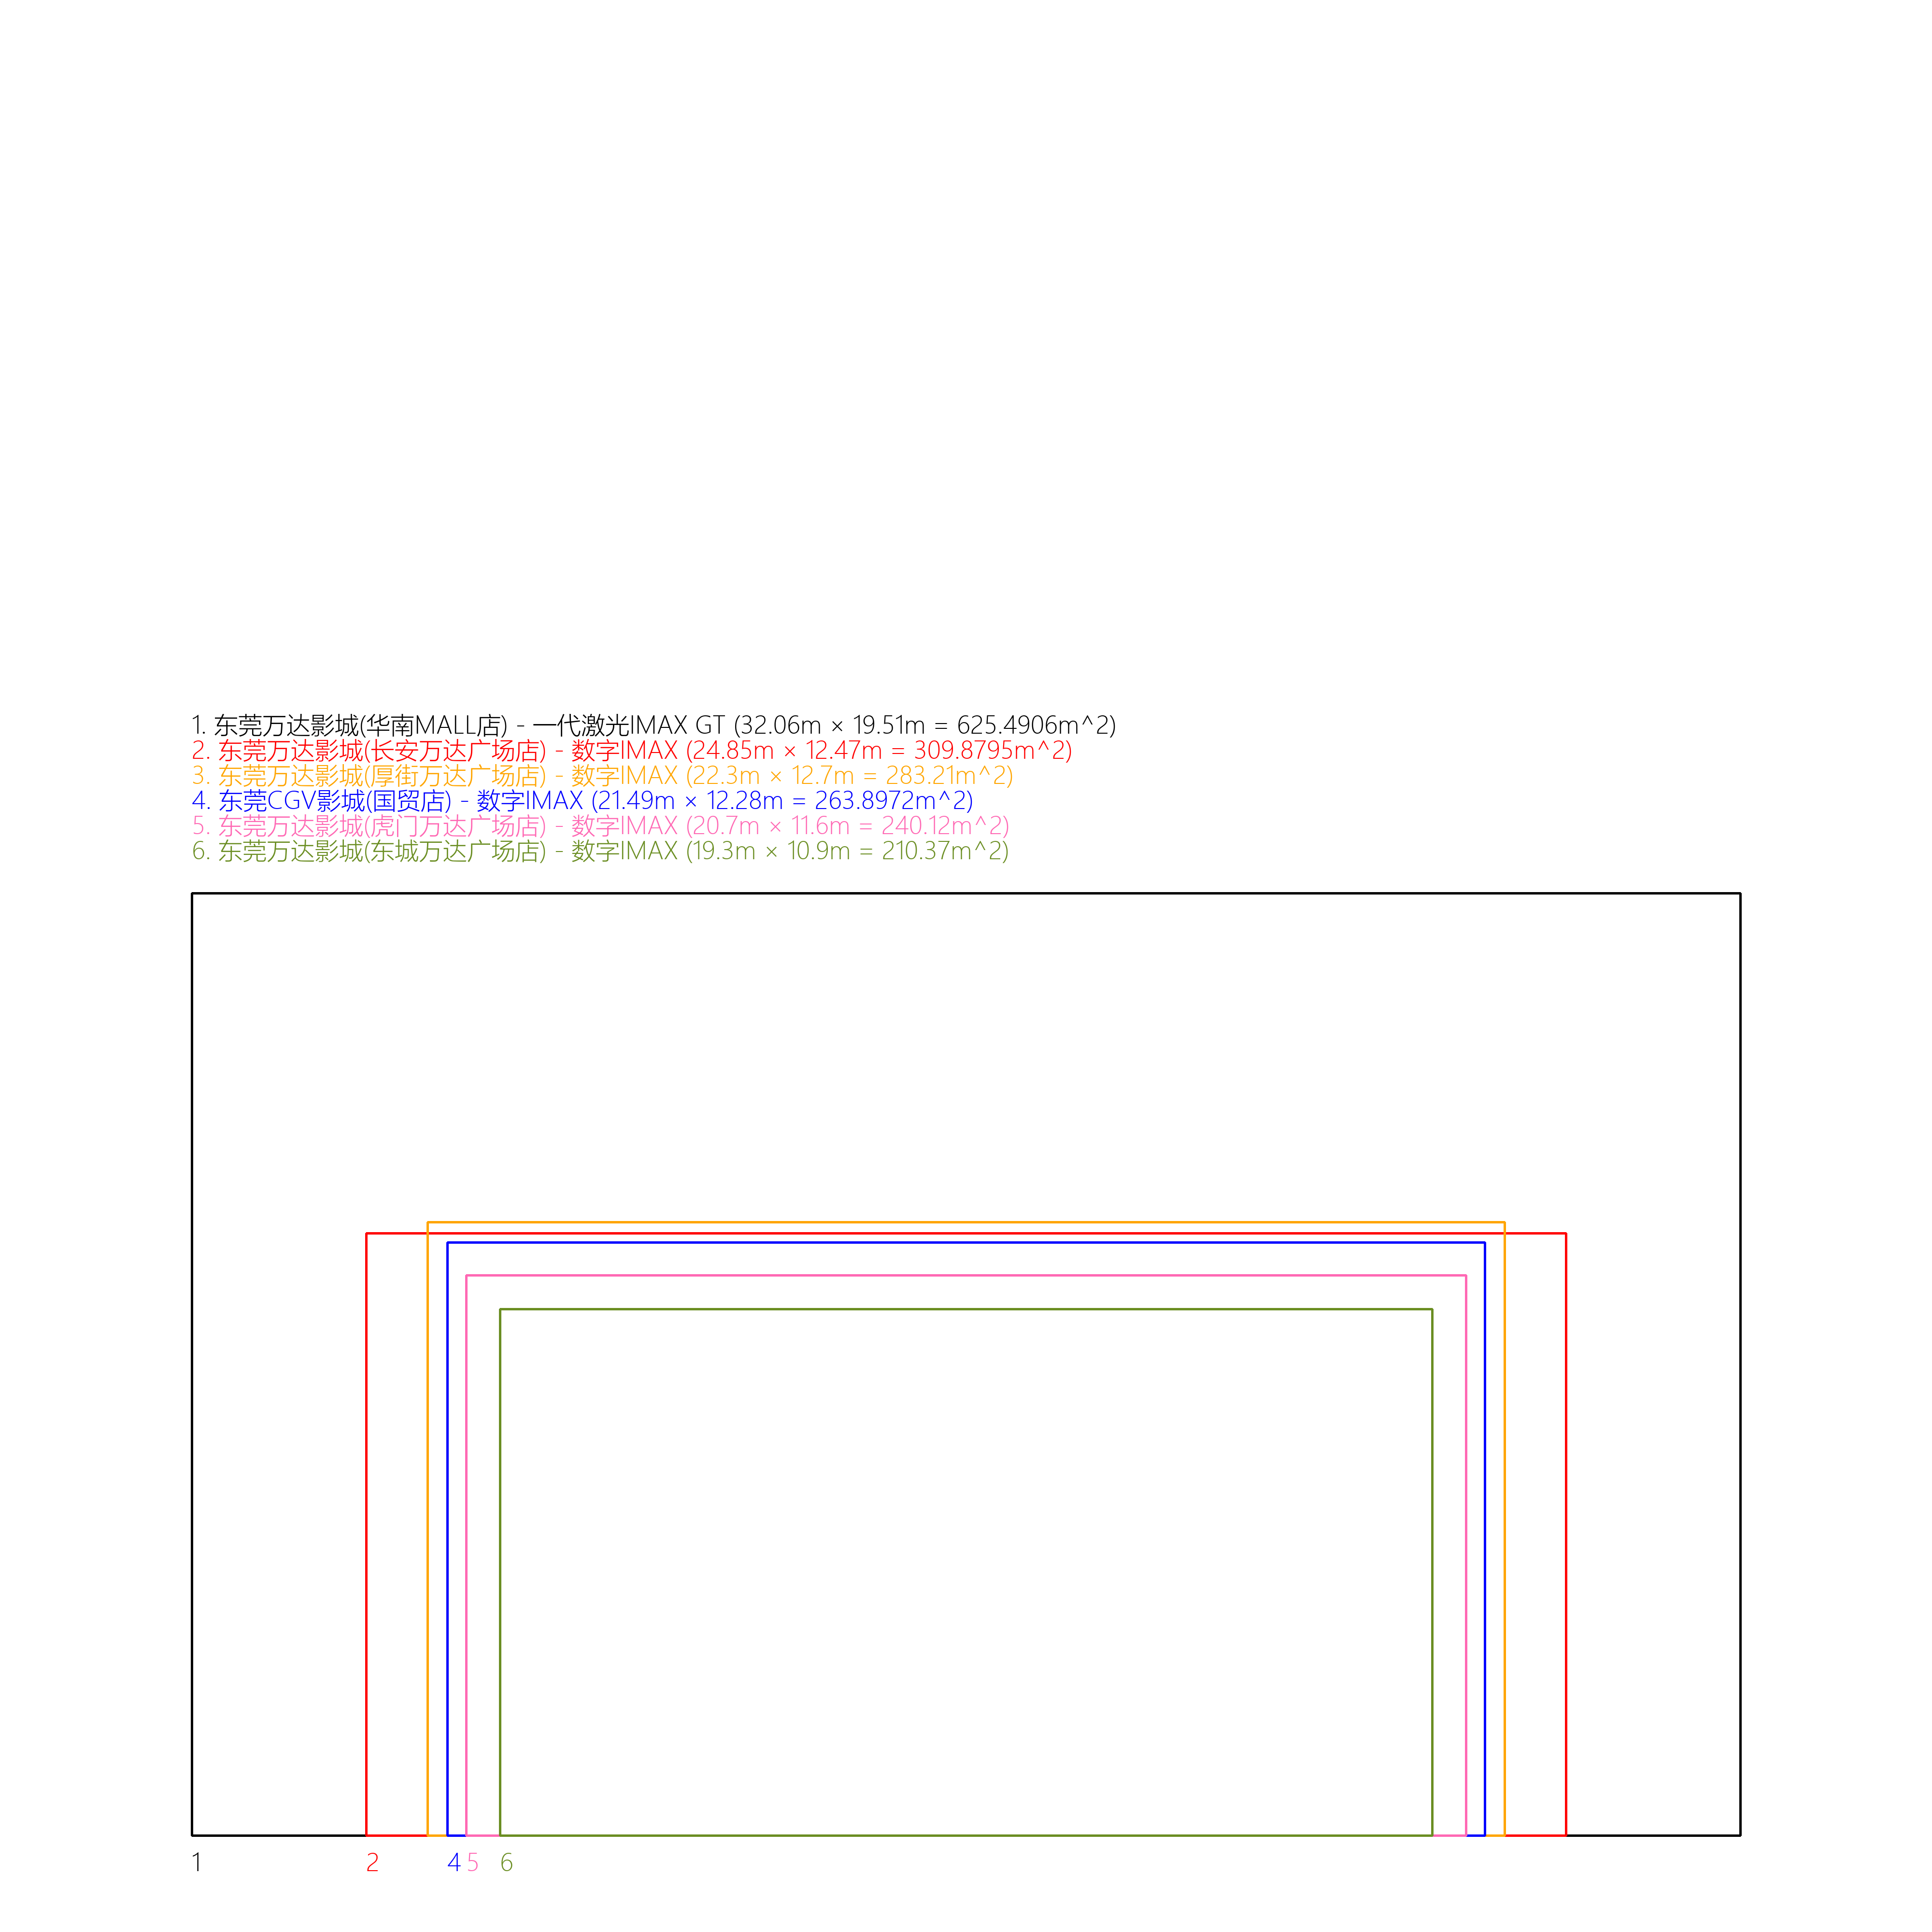 1. 东莞万达影城(华南MALL店) - 一代激光IMAX GT (32.06m × 19.51m = 625.4906m^2)
2. 东莞万达影城(长安万达广场店) - 数字IMAX (24.85m × 12.47m = 309.8795m^2)
3. 东莞万达影城(厚街万达广场店) - 数字IMAX (22.3m × 12.7m = 283.21m^2)
4. 东莞CGV影城(国贸店) - 数字IMAX (21.49m × 12.28m = 263.8972m^2)
5. 东莞万达影城(虎门万达广场店) - 数字IMAX (20.7m × 11.6m = 240.12m^2)
6. 东莞万达影城(东城万达广场店) - 数字IMAX (19.3m × 10.9m = 210.37m^2)
1 2 4 5 6